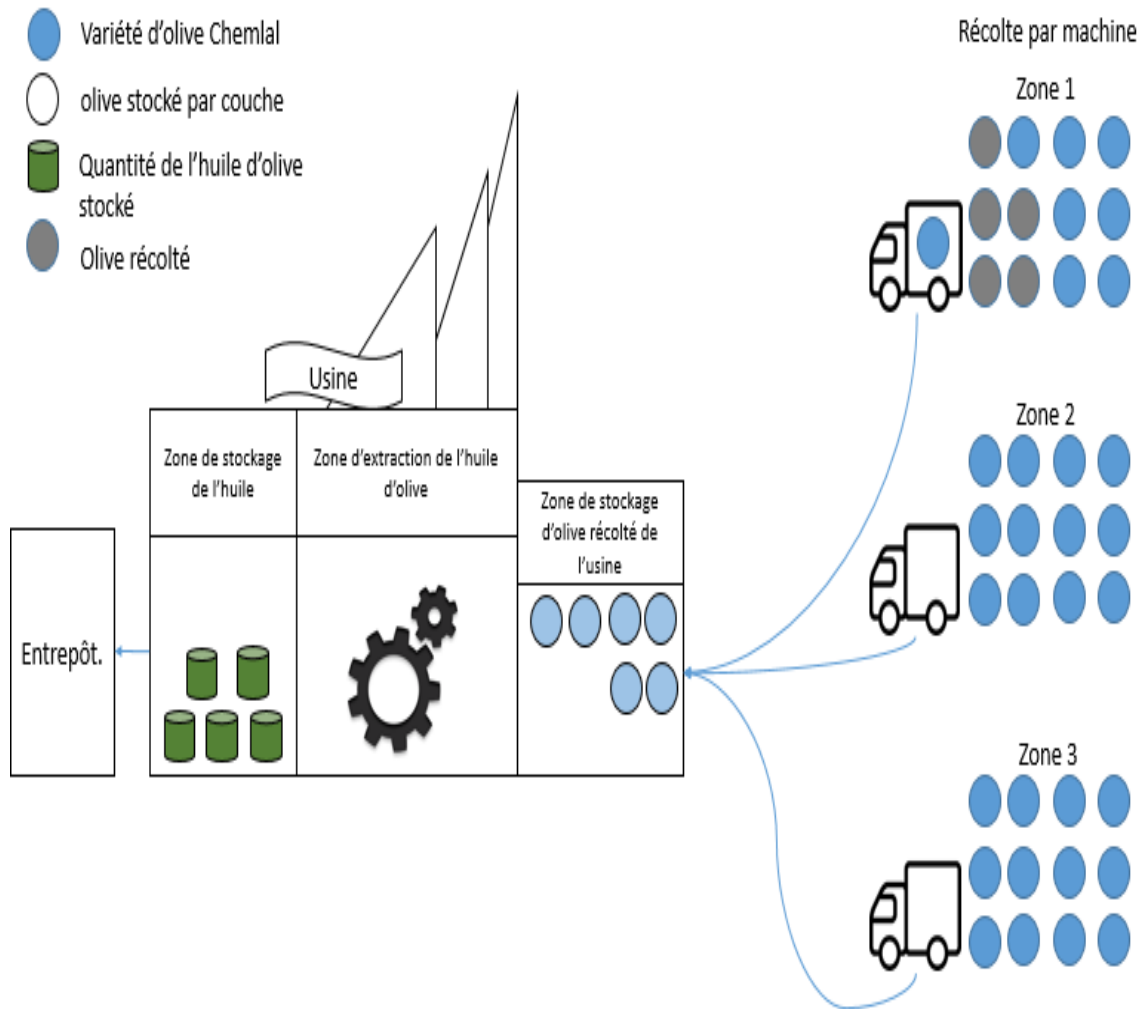 Variété d'olive Chemlal
olive stocké par couche
Quantité de l'huile d'olive
stocké
Olive récolté
Récolte par machine
Zone 1
Usine
Zone de stockage
de l'huile
Zone d'extraction de l'huile
d'olive
Zone de stockage
d'olive récolté de
l'usine
Entrepôt.
Zone 2
Zone 3